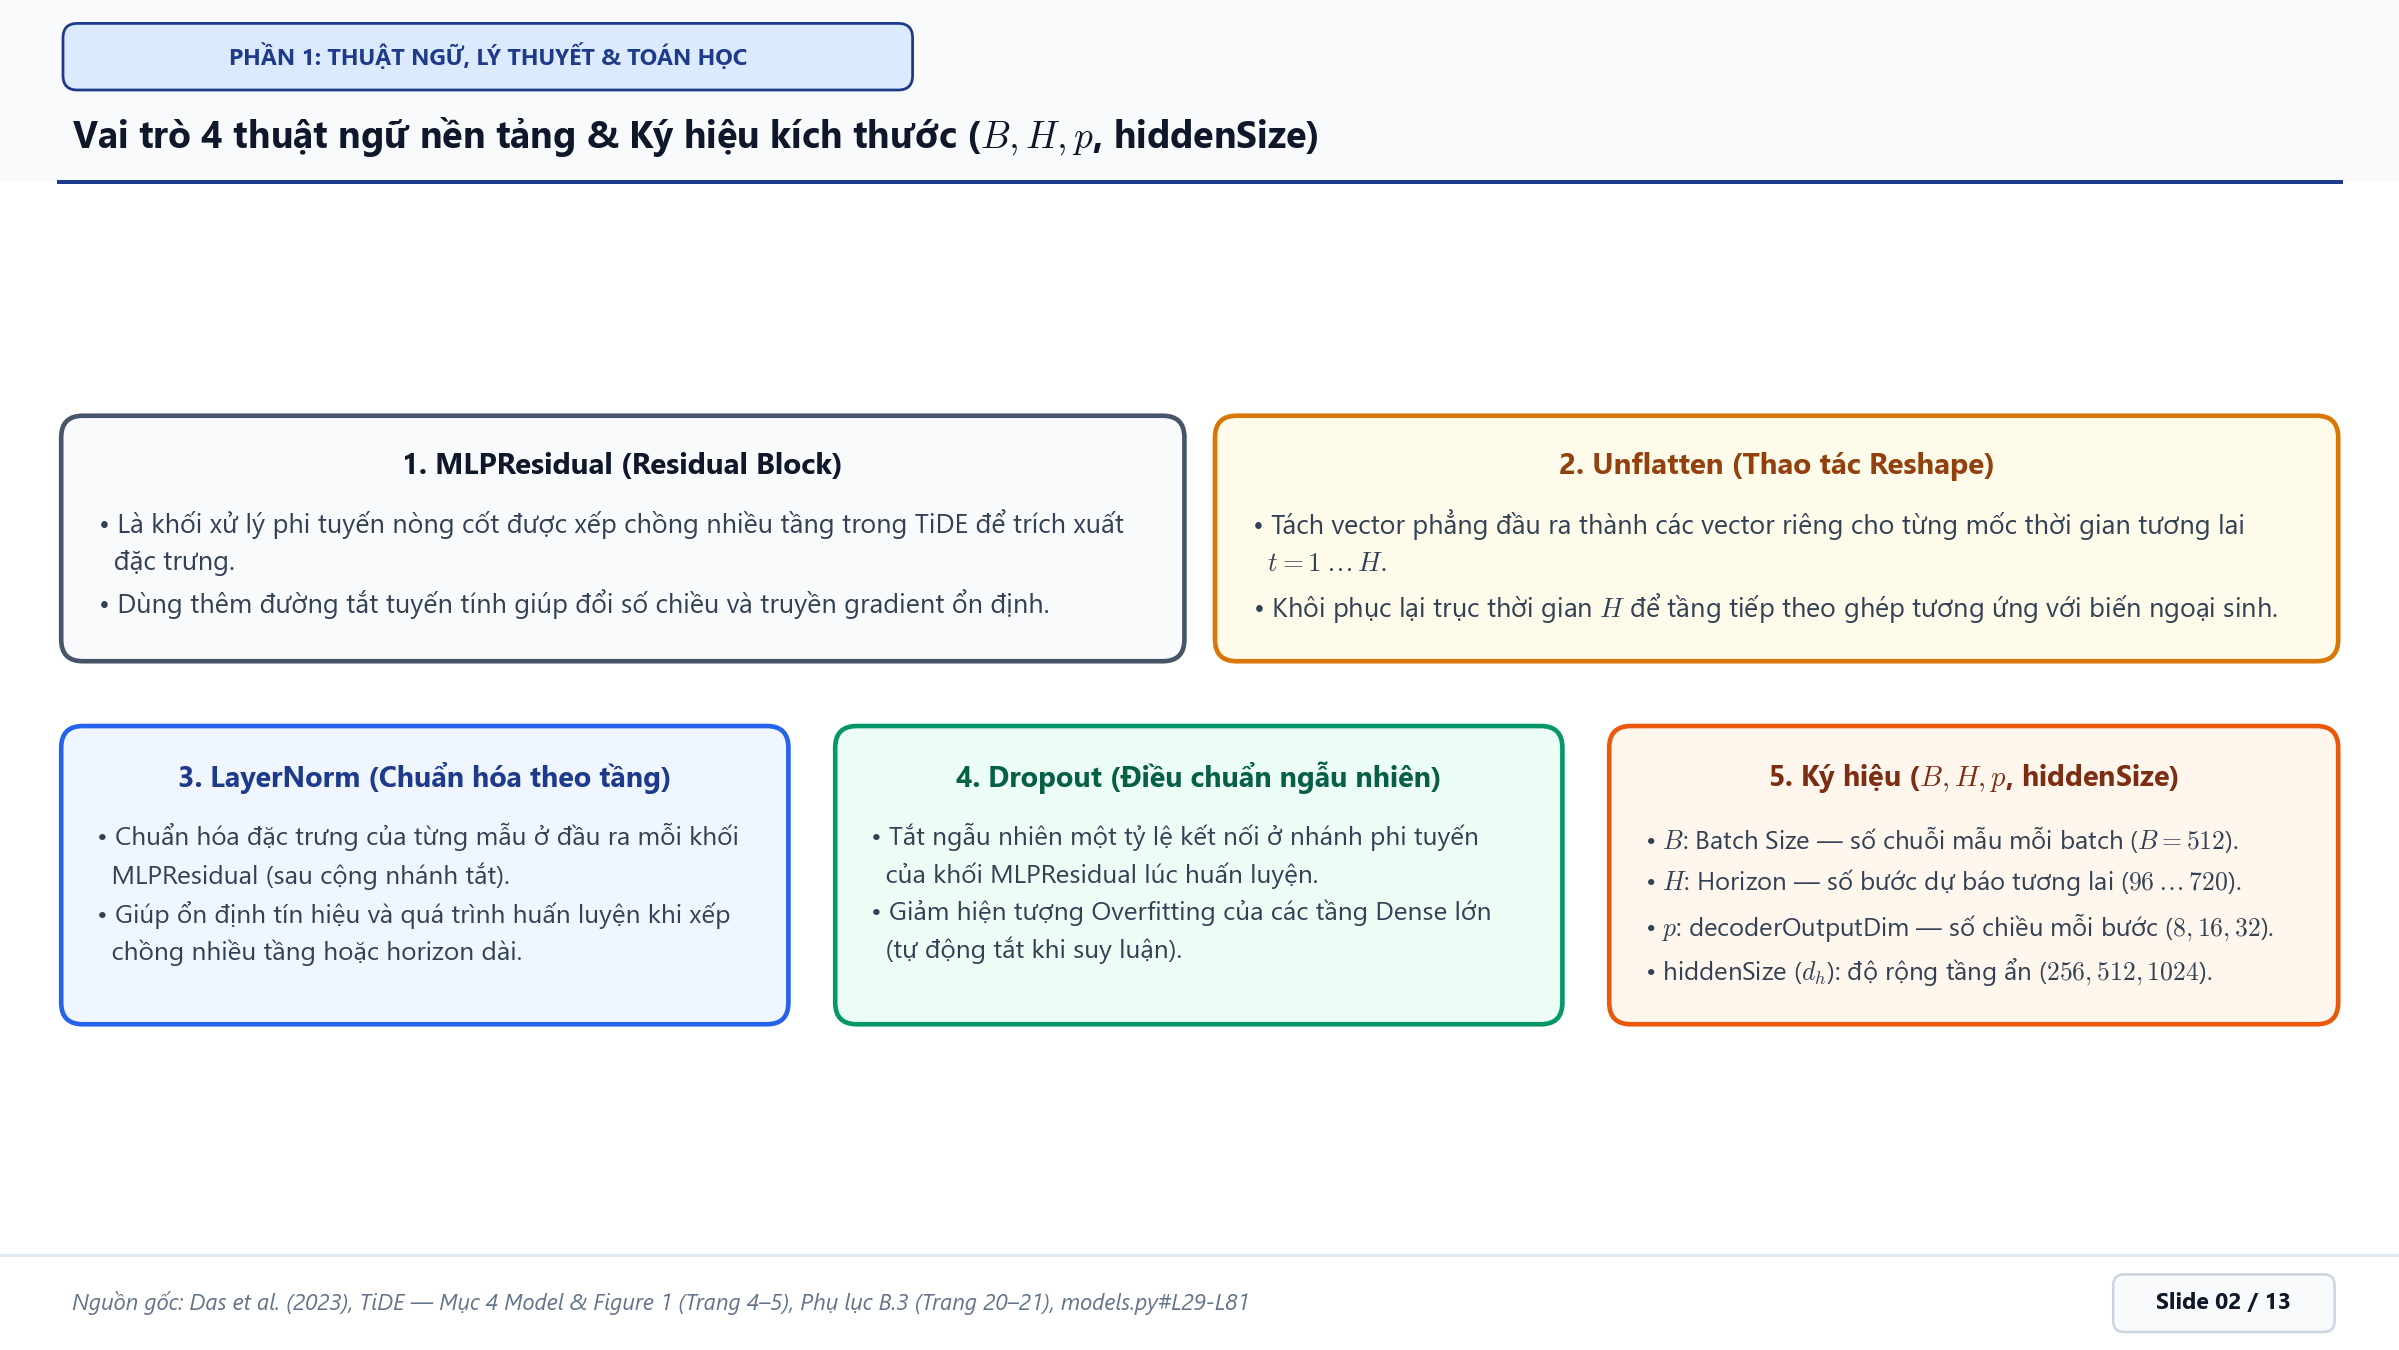 PHẦN 1: THUẬT NGỮ, LÝ THUYẾT & TOÁN HỌC
Vai trò 4 thuật ngữ nền tảng & Ký hiệu kích thước (B, H, p, hiddenSize)
1. MLPResidual (Residual Block)
• Là khối xử lý phi tuyến nòng cốt được xếp chồng nhiều tầng trong TiDE để trích xuất
đặc trưng.
• Dùng thêm đường tắt tuyến tính giúp đổi số chiều và truyền gradient ổn định.
2. Unflatten (Thao tác Reshape)
• Tách vector phẳng đầu ra thành các vector riêng cho từng mốc thời gian tương lai
t = 1 … H.
• Khôi phục lại trục thời gian H để tầng tiếp theo ghép tương ứng với biến ngoại sinh.
3. LayerNorm (Chuẩn hóa theo tầng)
• Chuẩn hóa đặc trưng của từng mẫu ở đầu ra mỗi khối
MLPResidual (sau cộng nhánh tắt).
• Giúp ổn định tín hiệu và quá trình huấn luyện khi xếp
chồng nhiều tầng hoặc horizon dài.
4. Dropout (Điều chuẩn ngẫu nhiên)
• Tắt ngẫu nhiên một tỷ lệ kết nối ở nhánh phi tuyến
của khối MLPResidual lúc huấn luyện.
• Giảm hiện tượng Overfitting của các tầng Dense lớn
(tự động tắt khi suy luận).
5. Ký hiệu (B, H, p, hiddenSize)
• B: Batch Size — số chuỗi mẫu mỗi batch (B = 512).
• H: Horizon — số bước dự báo tương lai (96 … 720).
• p: decoderOutputDim — số chiều mỗi bước (8, 16, 32).
• hiddenSize (d_h): độ rộng tầng ẩn (256, 512, 1024).
Nguồn gốc: Das et al. (2023), TiDE — Mục 4 Model & Figure 1 (Trang 4–5), Phụ lục B.3 (Trang 20–21), models.py#L29-L81
Slide 02 / 13